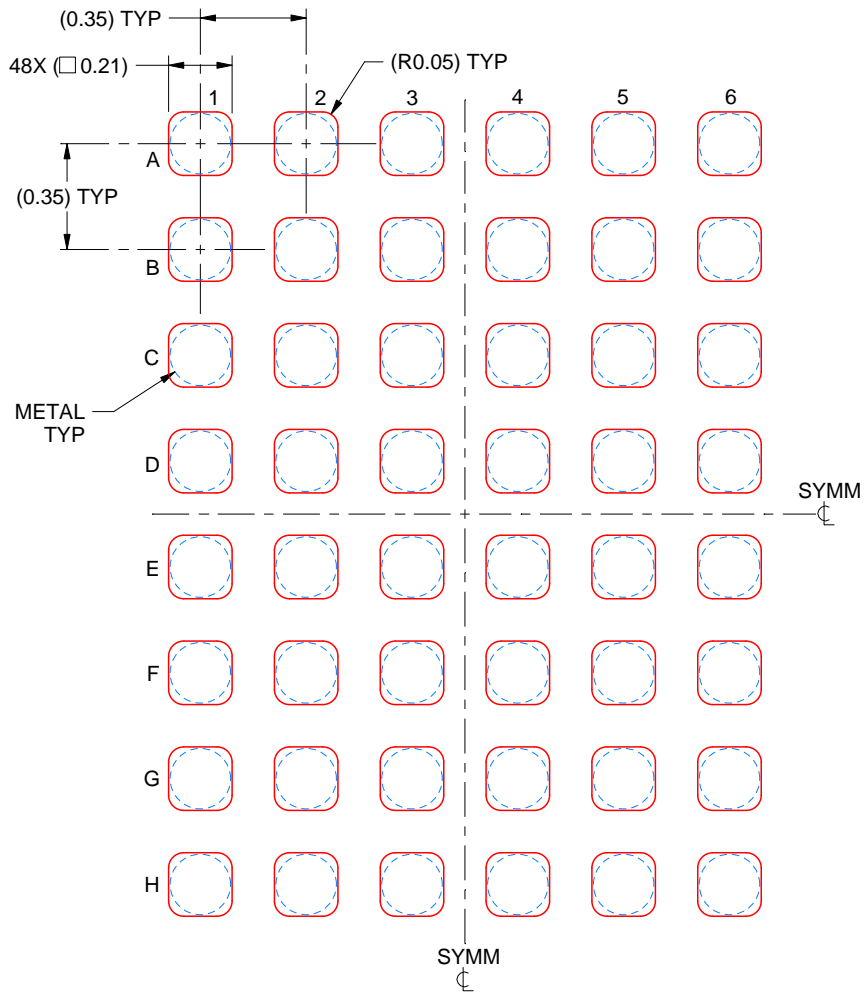 (0.35) TYP
48X (□ 0.21)
(R0.05) TYP
1 2 3 4 5 6
A
(0.35) TYP
B
C
METAL
TYP
D
SYMM
℄
E
F
G
H
SYMM
℄